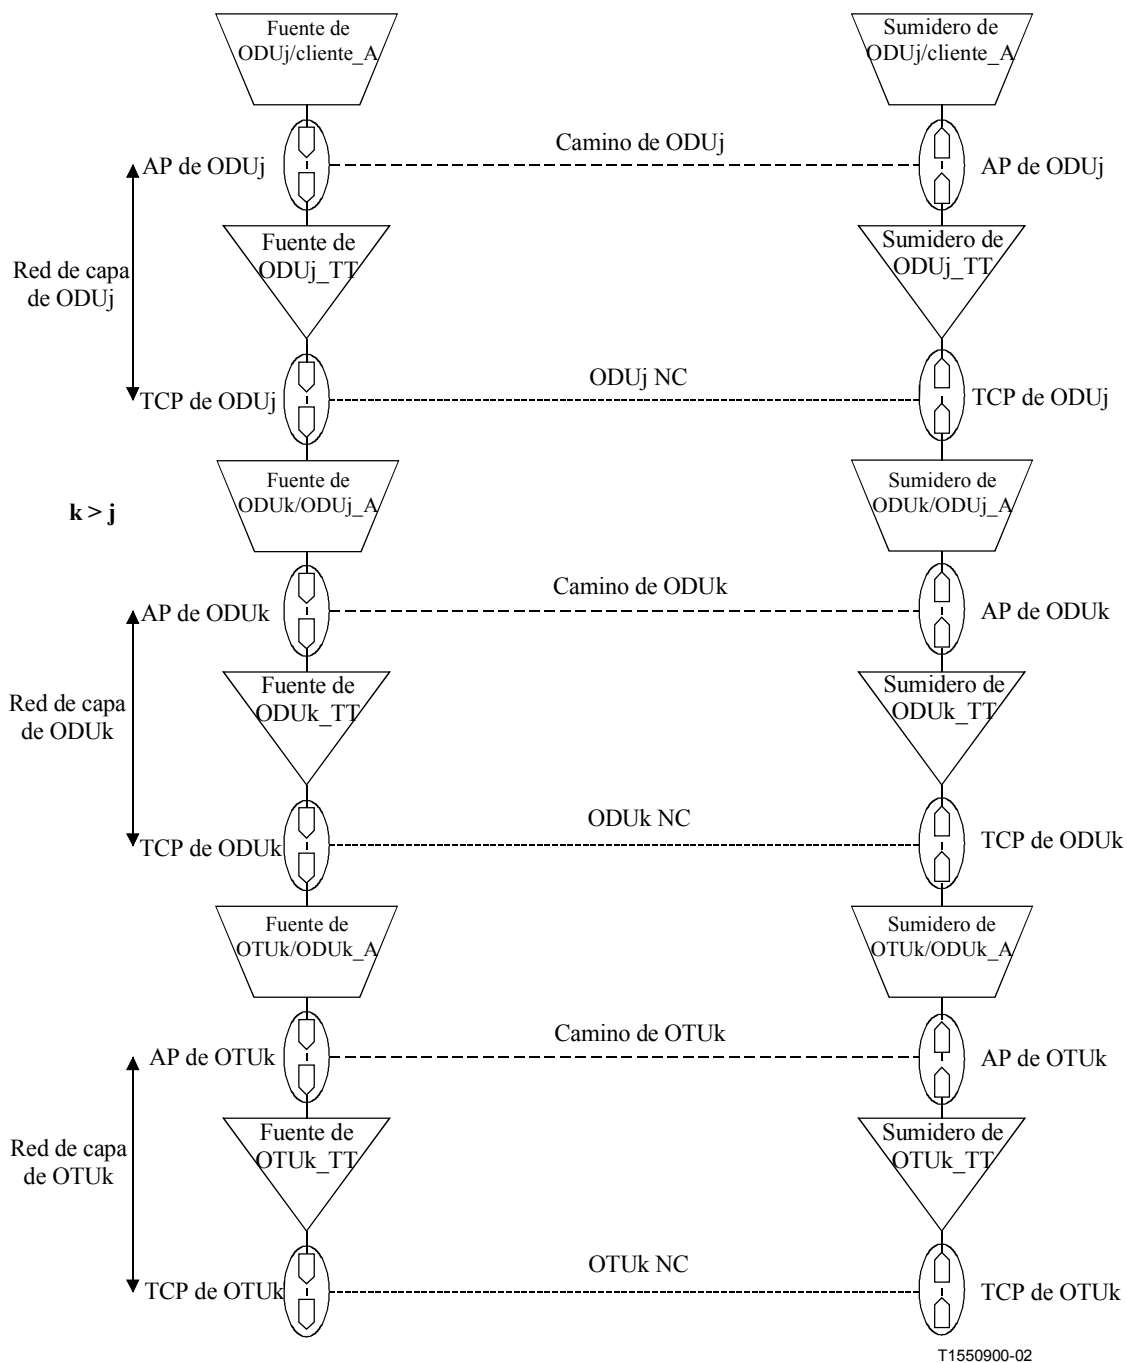 Fuente de
ODUj/cliente_A
Sumidero de
ODUj/cliente_A
Camino de ODUj
AP de ODUj
AP de ODUj
Fuente de
ODUj_TT
Sumidero de
ODUj_TT
Red de capa
de ODUj
ODUj NC
TCP de ODUj
TCP de ODUj
Fuente de
ODUk/ODUj_A
Sumidero de
ODUk/ODUj_A
k > j
Camino de ODUk
AP de ODUk
AP de ODUk
Fuente de
ODUk_TT
Sumidero de
ODUk_TT
Red de capa
de ODUk
ODUk NC
TCP de ODUk
TCP de ODUk
Fuente de
OTUk/ODUk_A
Sumidero de
OTUk/ODUk_A
Camino de OTUk
AP de OTUk
AP de OTUk
Fuente de
OTUk_TT
Sumidero de
OTUk_TT
Red de capa
de OTUk
OTUk NC
TCP de OTUk
TCP de OTUk
T1550900-02